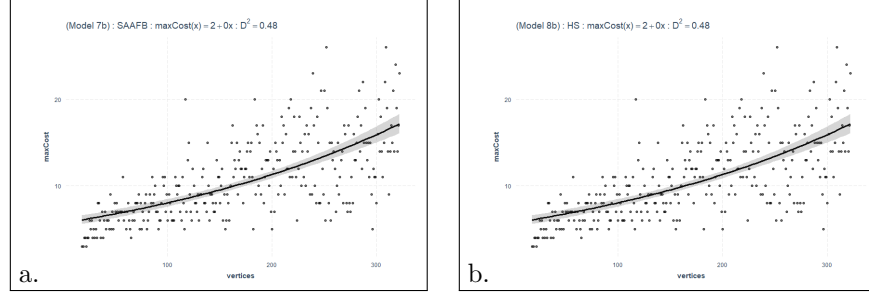 (Model 7b) : SAAFB : maxCost(x) = 2 + 0x : D² = 0.48
maxCost
20
10
100
200
300
vertices
a.
(Model 8b) : HS : maxCost(x) = 2 + 0x : D² = 0.48
maxCost
20
10
100
200
300
vertices
b.